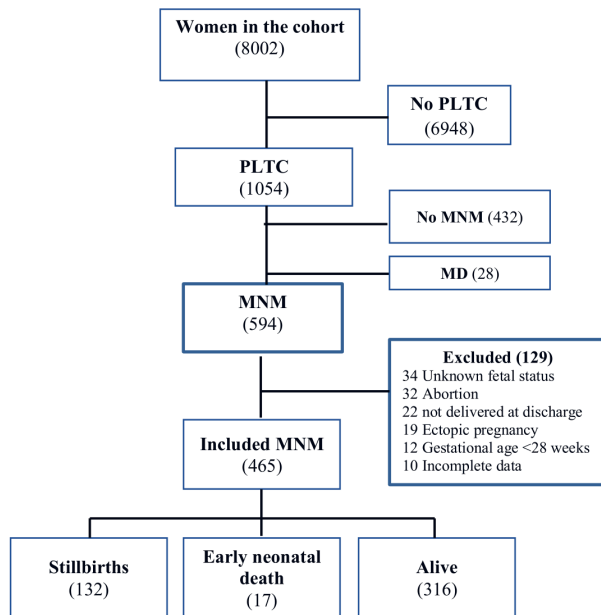 Women in the cohort
(8002)
No PLTC
(6948)
PLTC
(1054)
No MNM (432)
MD (28)
MNM
(594)
Excluded (129)
34 Unknown fetal status
32 Abortion
22 not delivered at discharge
19 Ectopic pregnancy
12 Gestational age <28 weeks
10 Incomplete data
Included MNM
(465)
Stillbirths
(132)
Early neonatal
death
(17)
Alive
(316)